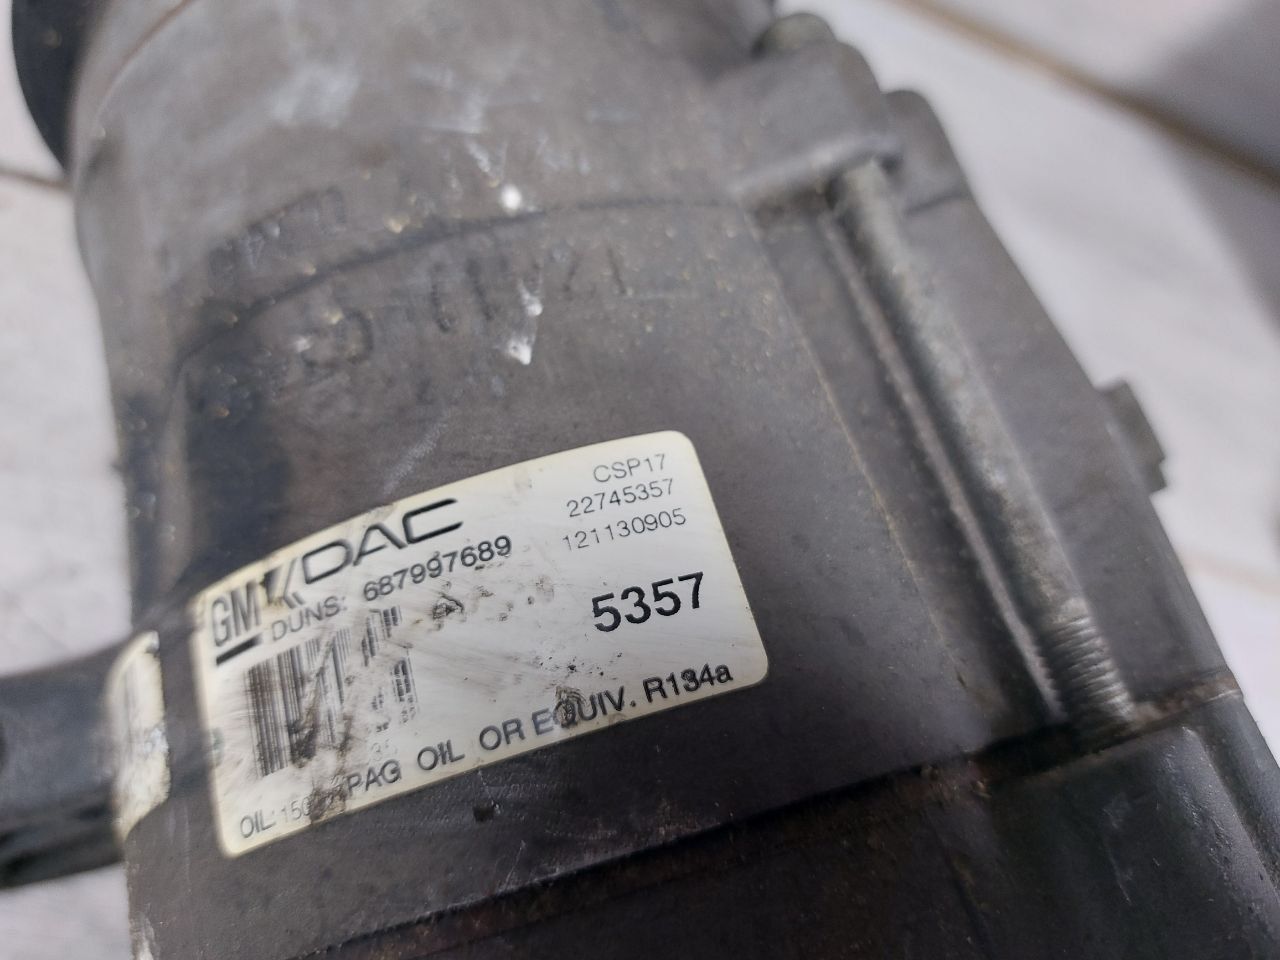 GM
DAC
CSP17
22745357
DUNS: 687997689
121130905
5357
PAG OIL OR EQUIV. R134a
OIL: